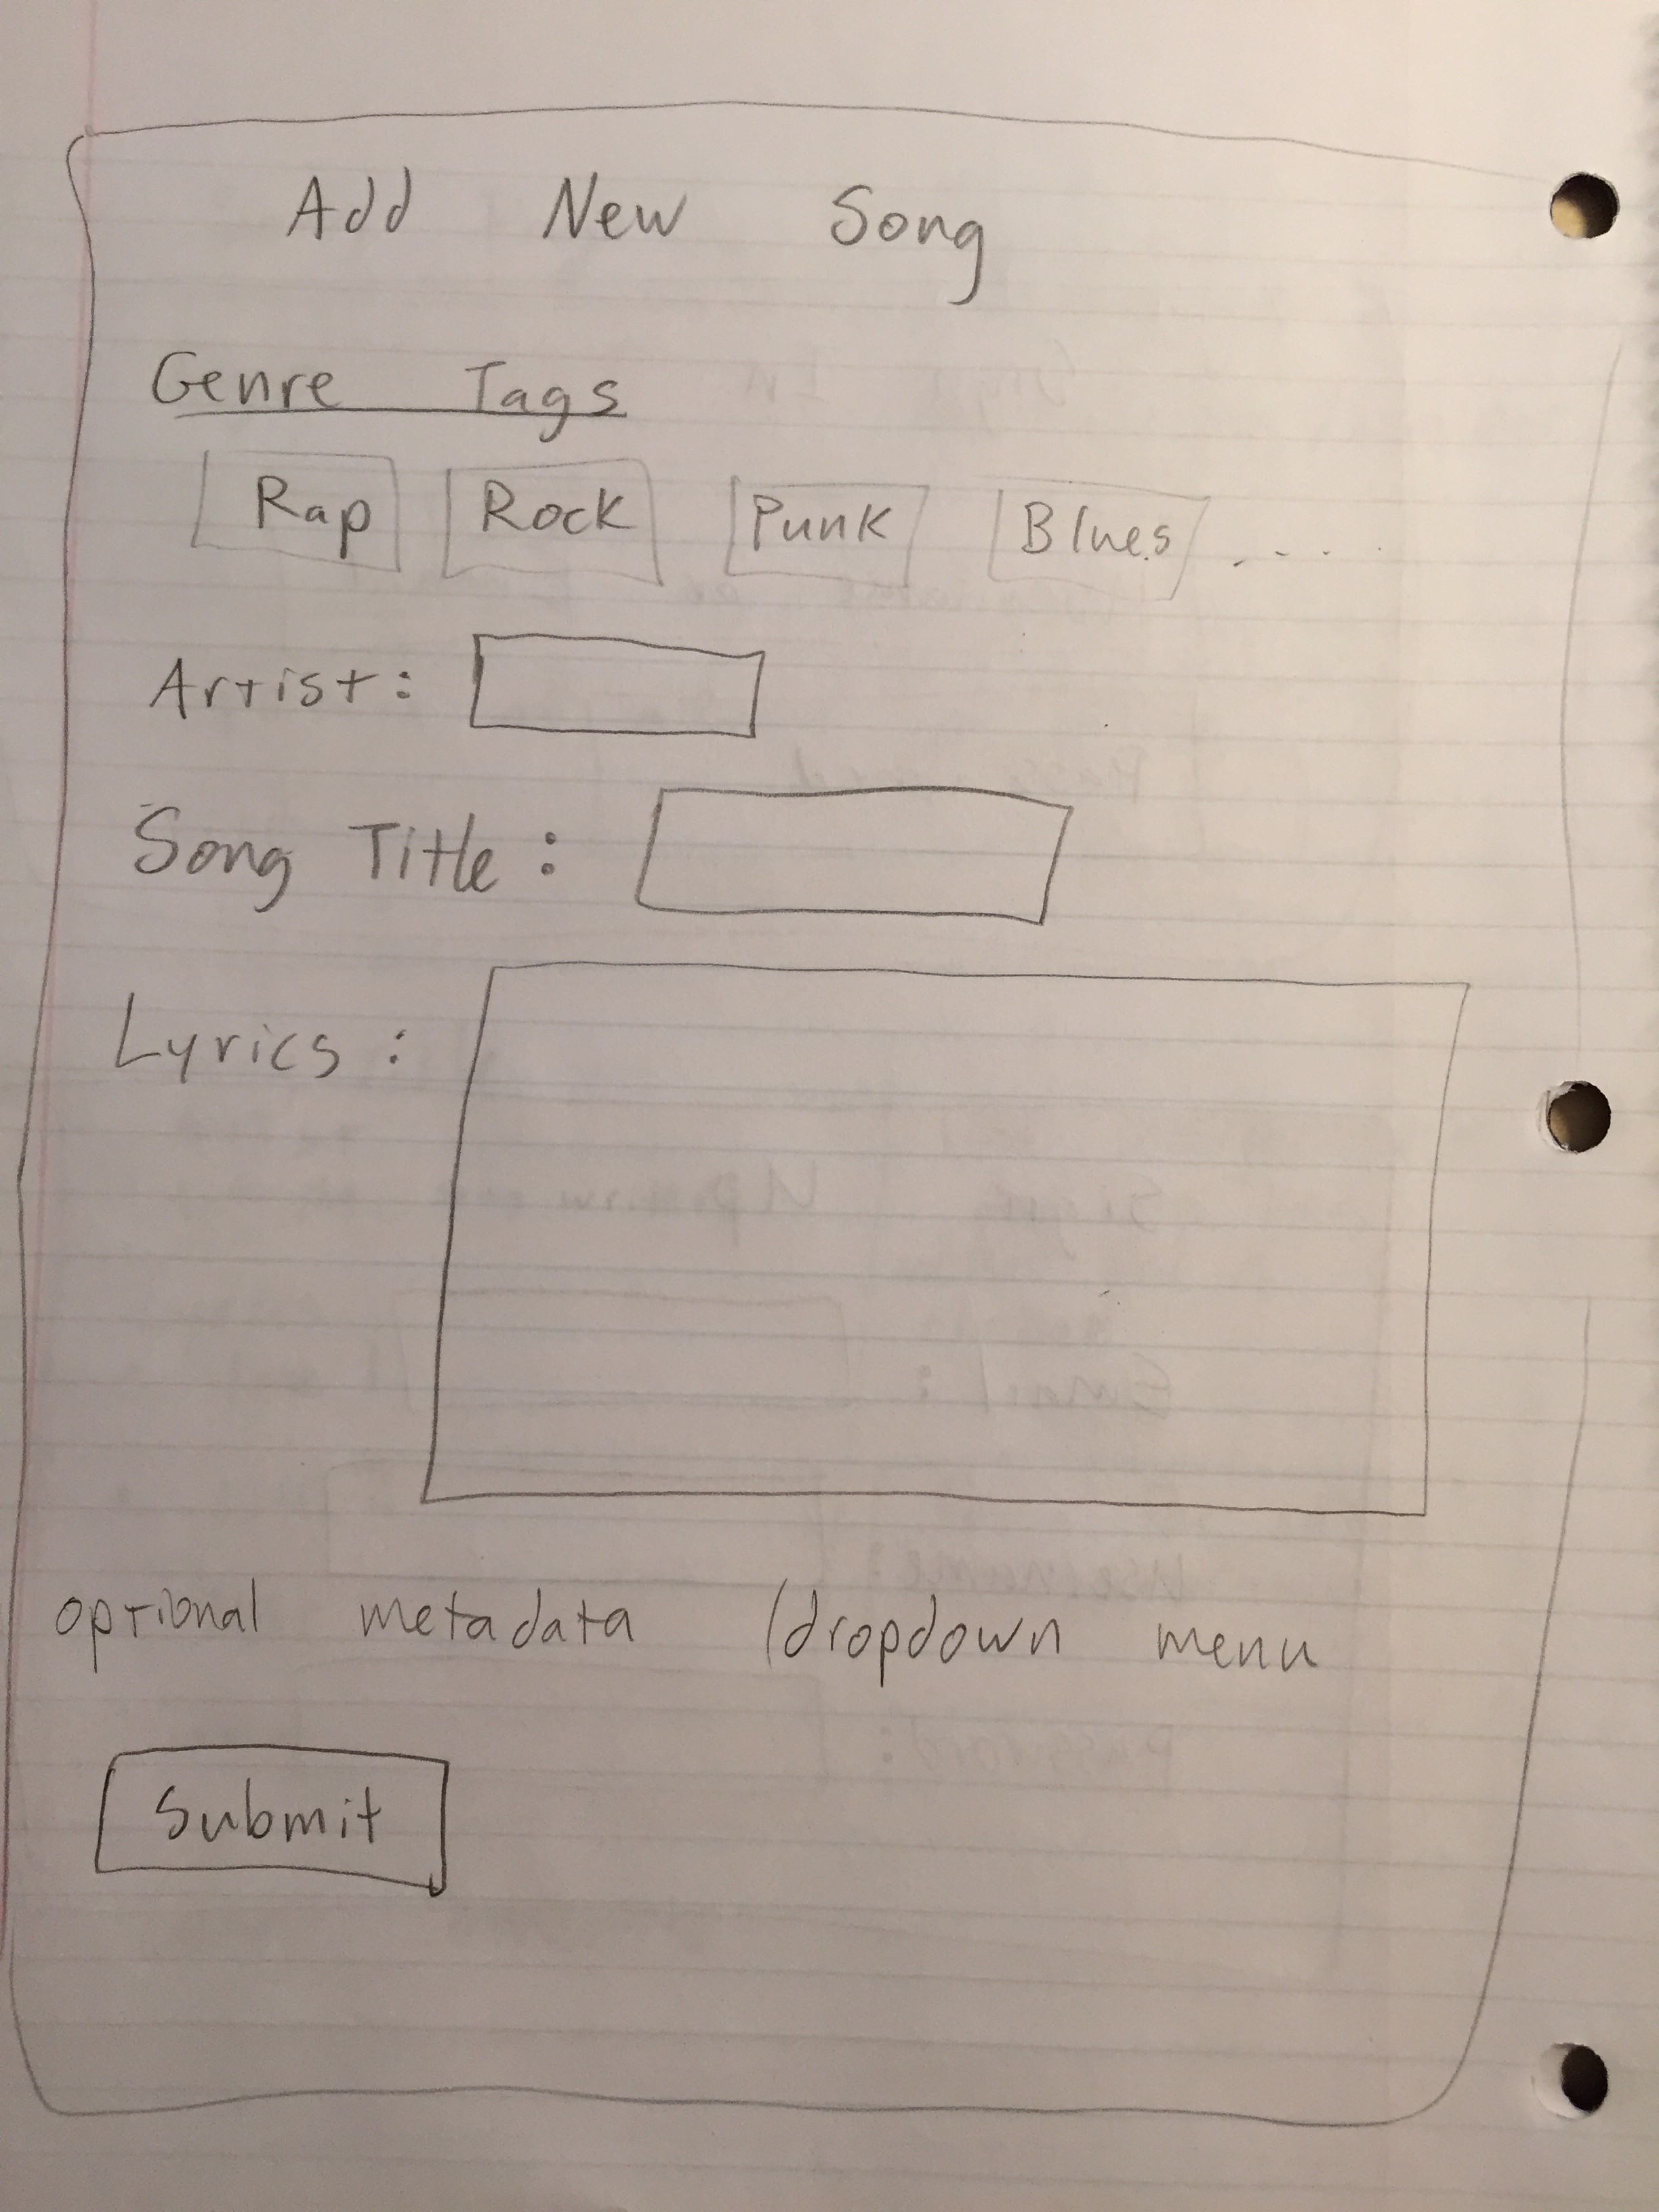 Add New Song
Genre Tags
Rap Rock Punk Blues ....
Artist:
Song Title:
Lyrics:
optional metadata (dropdown menu
Submit